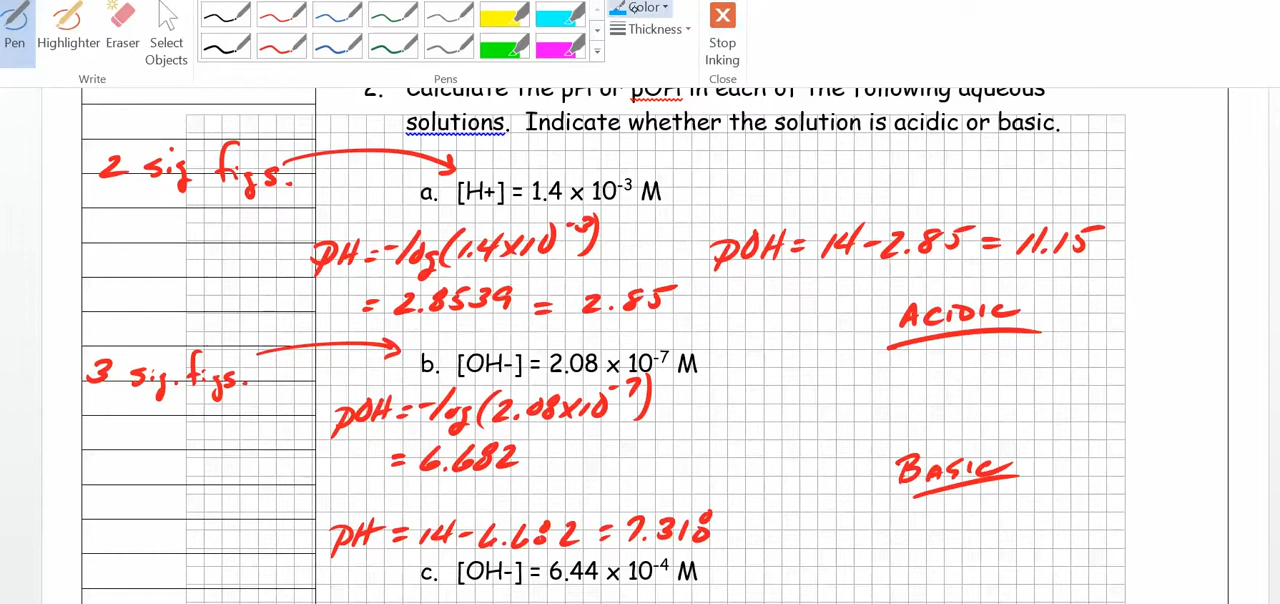 Color
Pen Highlighter Eraser Select Objects
Thickness
Stop Inking
Write Pens Close
2. Calculate the pH or pOH in each of the following aqueous
solutions. Indicate whether the solution is acidic or basic.
2 sig figs.
a. [H+] = 1.4 x 10-3 M
pH = -log(1.4x10-3)
pOH = 14 - 2.85 = 11.15
= 2.8539 = 2.85
ACIDIC
3 sig. figs.
b. [OH-] = 2.08 x 10-7 M
pOH = -log(2.08x10-7)
= 6.682
BASIC
pH = 14 - 6.682 = 7.318
c. [OH-] = 6.44 x 10-4 M